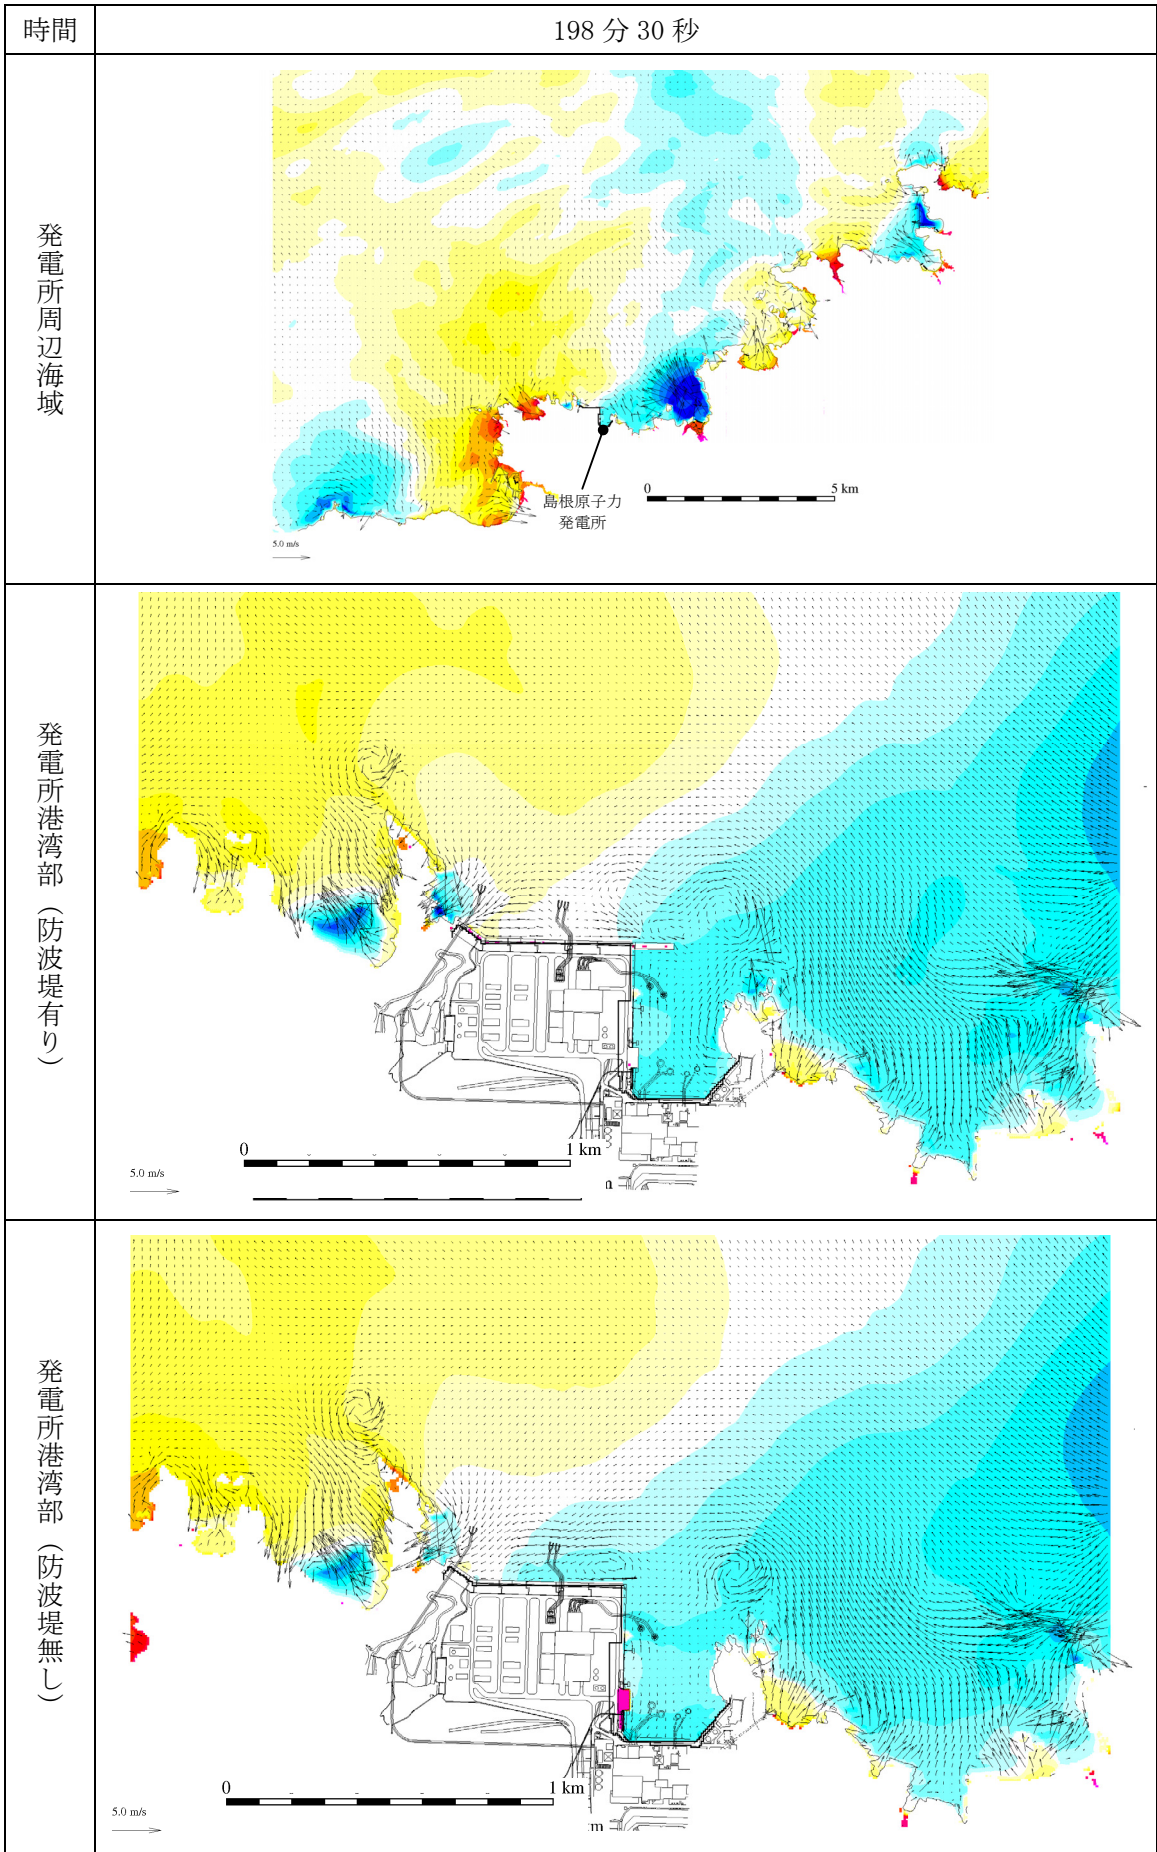 時間
198 分 30 秒
発電所周辺海域
島根原子力
発電所
0
5 km
5.0 m/s
発電所港湾部（防波堤有り）
0
1 km
5.0 m/s
n
発電所港湾部（防波堤無し）
0
1 km
5.0 m/s
m